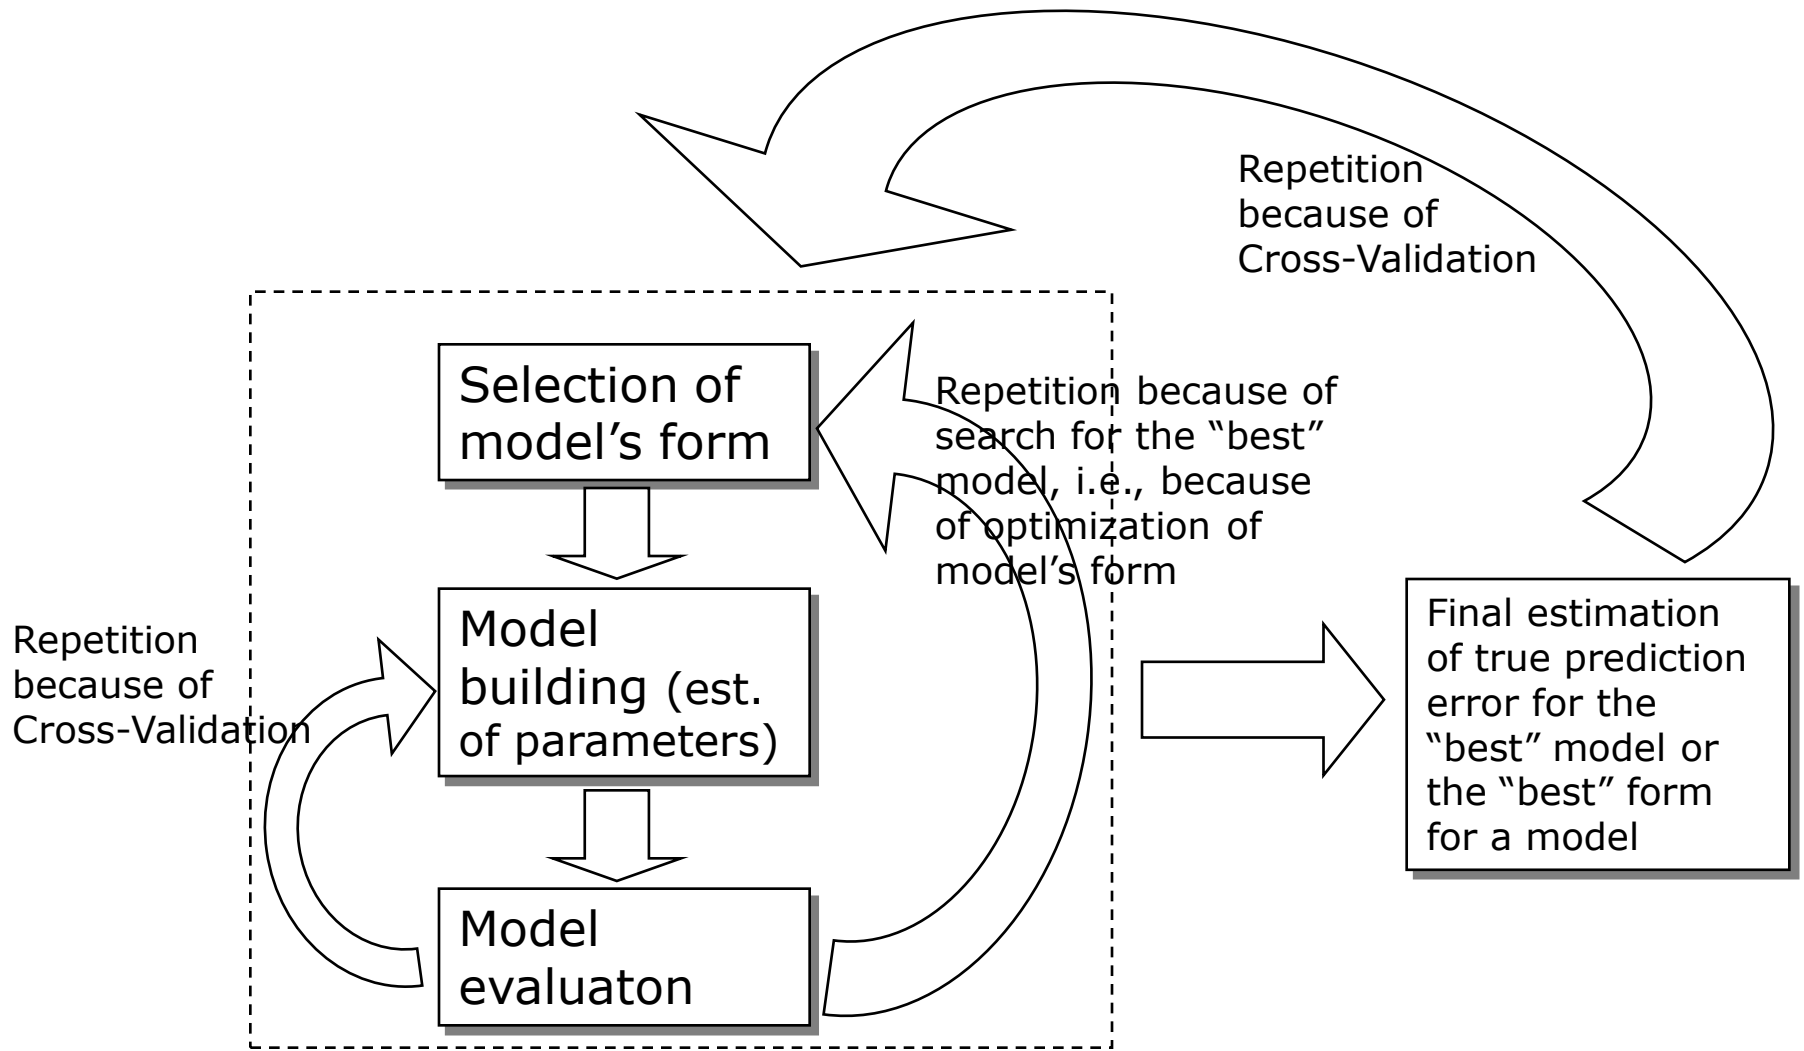 Repetition
because of
Cross-Validation
Selection of
model’s form
Repetition because of
search for the “best”
model, i.e., because
of optimization of
model’s form
Model
building (est.
of parameters)
Repetition
because of
Cross-Validation
Final estimation
of true prediction
error for the
“best” model or
the “best” form
for a model
Model
evaluaton